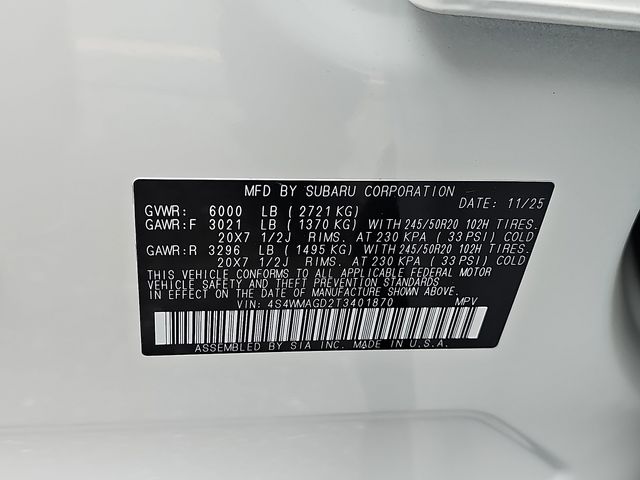 MFD BY SUBARU CORPORATION
DATE: 11/25
GVWR: 6000 LB (2721 KG)
GAWR:F 3021 LB (1370 KG) WITH 245/50R20 102H TIRES.
20X7 1/2J RIMS. AT 230 KPA (33 PSI) COLD
GAWR:R 3296 LB (1495 KG) WITH 245/50R20 102H TIRES.
20X7 1/2J RIMS. AT 230 KPA (33 PSI) COLD
THIS VEHICLE CONFORMS TO ALL APPLICABLE FEDERAL MOTOR
VEHICLE SAFETY AND THEFT PREVENTION STANDARDS
IN EFFECT ON THE DATE OF MANUFACTURE SHOWN ABOVE.
VIN: 4S4WMAGD2T3401870 MPV
ASSEMBLED BY SIA INC. MADE IN U.S.A.